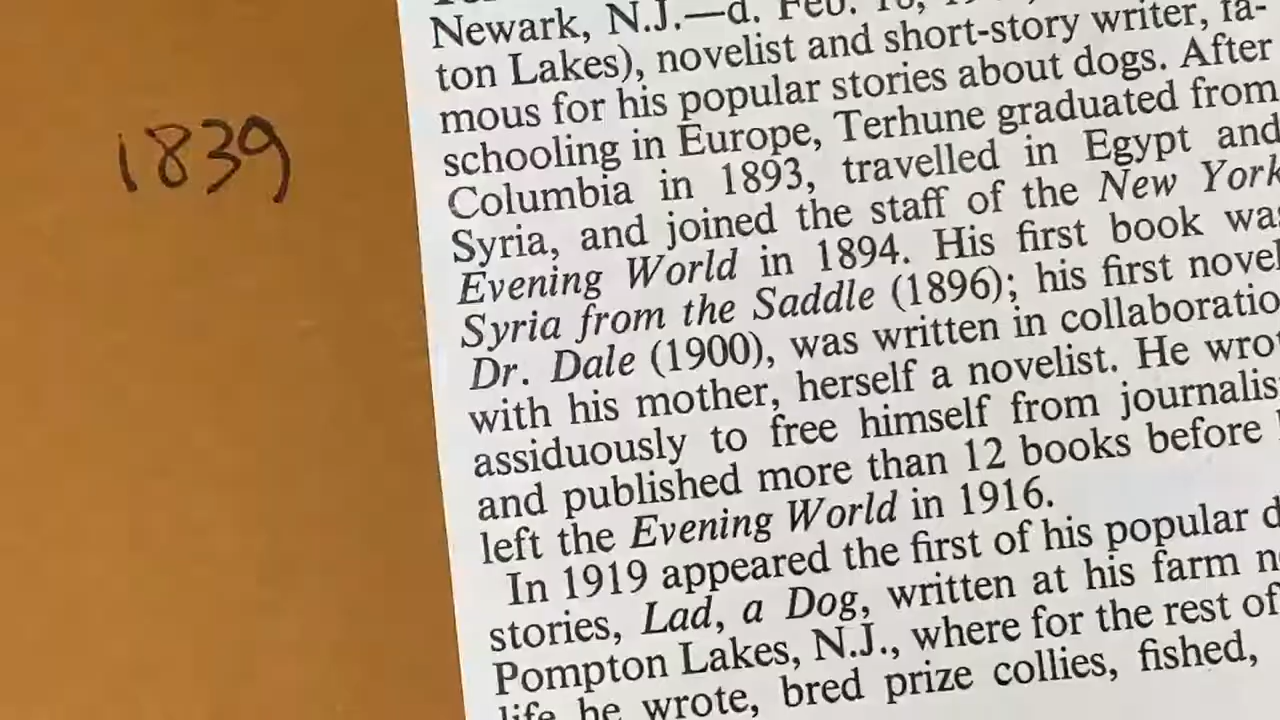 1839
Newark, N.J.—d. Feb.
ton Lakes), novelist and short-story writer, fa-
mous for his popular stories about dogs. After
schooling in Europe, Terhune graduated from
Columbia in 1893, travelled in Egypt and
Syria, and joined the staff of the New York
Evening World in 1894. His first book wa
Syria from the Saddle (1896); his first novel
Dr. Dale (1900), was written in collaboratio
with his mother, herself a novelist. He wro
assiduously to free himself from journalis
and published more than 12 books before
left the Evening World in 1916.
In 1919 appeared the first of his popular d
stories, Lad, a Dog, written at his farm n
Pompton Lakes, N.J., where for the rest of
life he wrote, bred prize collies, fished,